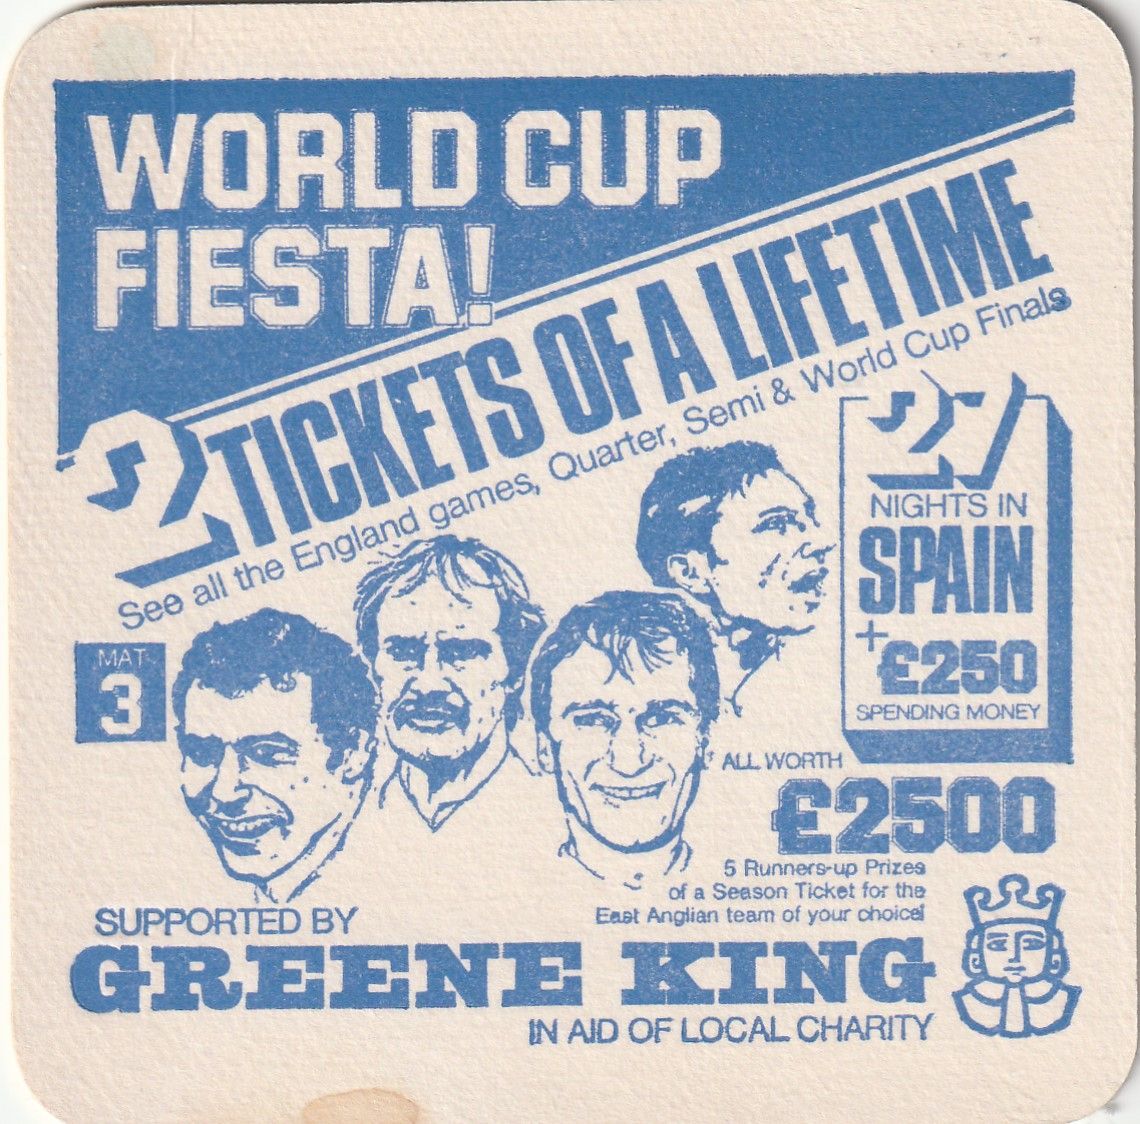 WORLD CUP
FIESTA!
2 TICKETS OF A LIFETIME
See all the England games, Quarter, Semi & World Cup Finals
27
NIGHTS IN
SPAIN
+£250
SPENDING MONEY
MAT
3
ALL WORTH
£2500
5 Runners-up Prizes
of a Season Ticket for the
East Anglian team of your choice!
SUPPORTED BY
GREENE KING
IN AID OF LOCAL CHARITY